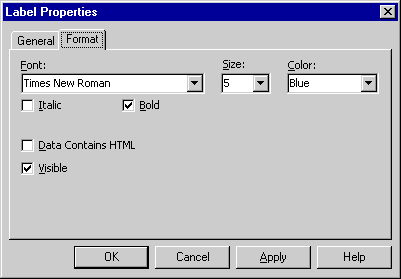 Label Properties
General Format
Font: Size: Color:
Times New Roman 5 Blue
Italic Bold
Data Contains HTML
Visible
OK Cancel Apply Help